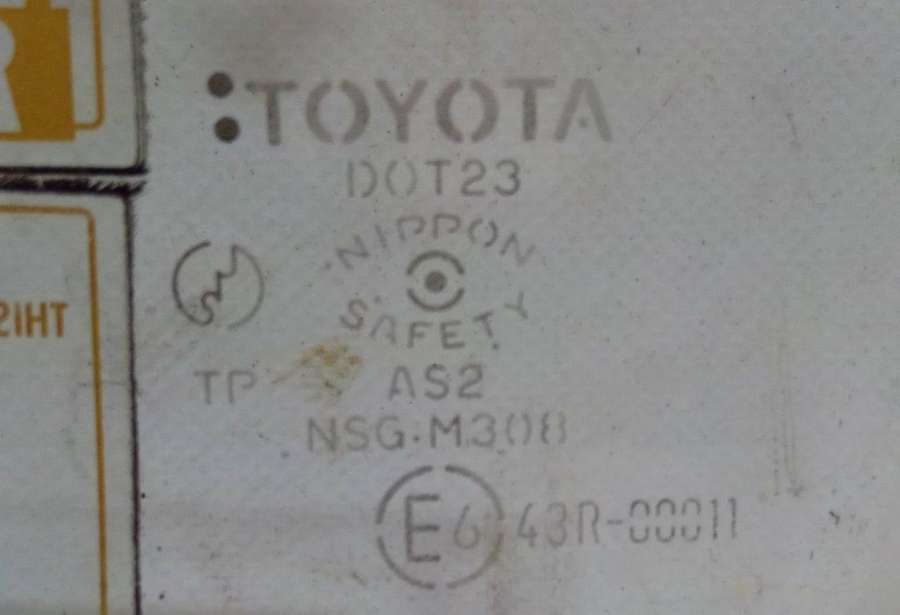 :TOYOTA
DOT23
NIPPON
SAFETY
TP AS2
NSG·M308
E6 43R-00011